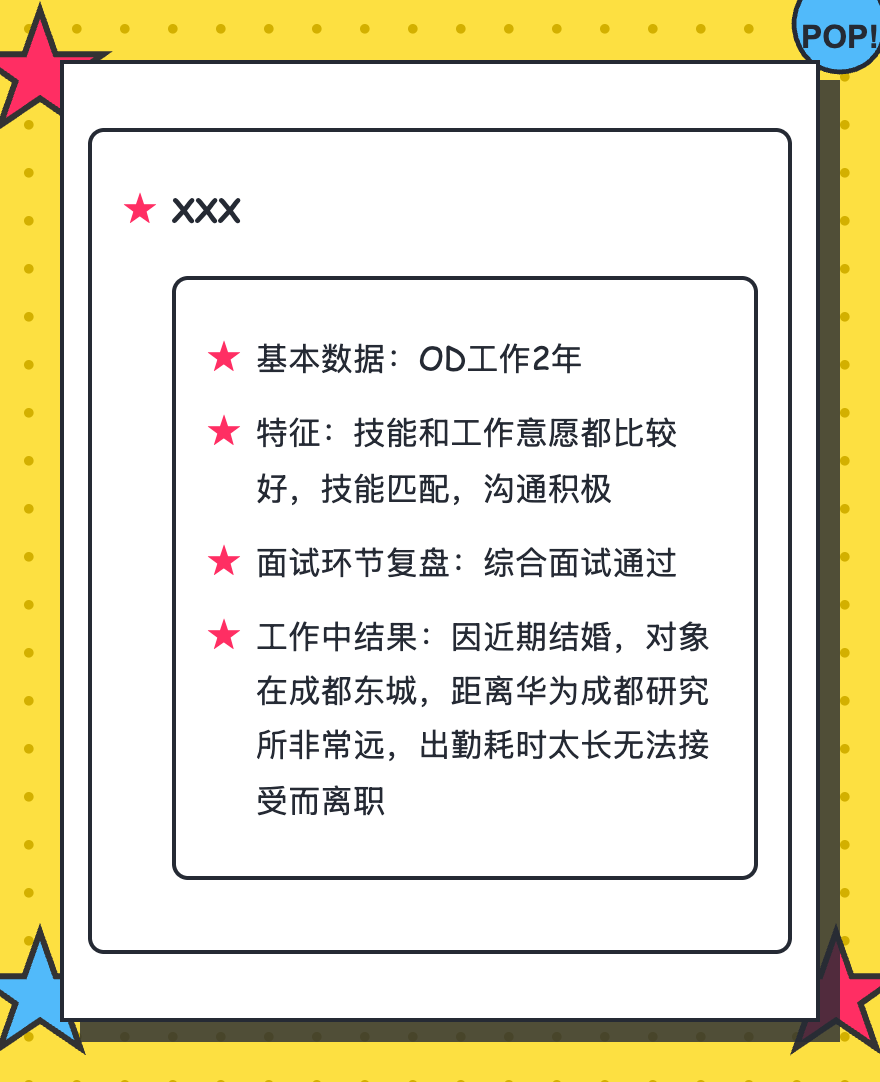 POP!
XXX
基本数据：OD工作2年
特征：技能和工作意愿都比较
好，技能匹配，沟通积极
面试环节复盘：综合面试通过
工作中结果：因近期结婚，对象
在成都东城，距离华为成都研究
所非常远，出勤耗时太长无法接
受而离职